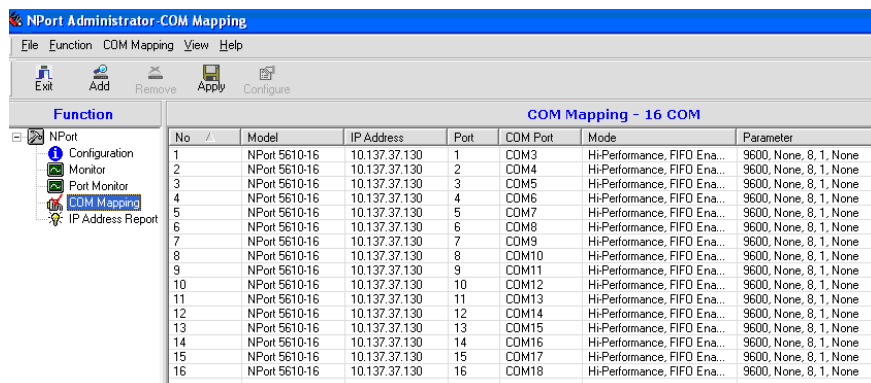 NPort Administrator-COM Mapping
File Function COM Mapping View Help
Exit Add Remove Apply Configure
Function
COM Mapping - 16 COM
NPort
Configuration
Monitor
Port Monitor
COM Mapping
IP Address Report
No Model IP Address Port COM Port Mode Parameter
1 NPort 5610-16 10.137.37.130 1 COM3 Hi-Performance, FIFO Ena... 9600, None, 8, 1, None
2 NPort 5610-16 10.137.37.130 2 COM4 Hi-Performance, FIFO Ena... 9600, None, 8, 1, None
3 NPort 5610-16 10.137.37.130 3 COM5 Hi-Performance, FIFO Ena... 9600, None, 8, 1, None
4 NPort 5610-16 10.137.37.130 4 COM6 Hi-Performance, FIFO Ena... 9600, None, 8, 1, None
5 NPort 5610-16 10.137.37.130 5 COM7 Hi-Performance, FIFO Ena... 9600, None, 8, 1, None
6 NPort 5610-16 10.137.37.130 6 COM8 Hi-Performance, FIFO Ena... 9600, None, 8, 1, None
7 NPort 5610-16 10.137.37.130 7 COM9 Hi-Performance, FIFO Ena... 9600, None, 8, 1, None
8 NPort 5610-16 10.137.37.130 8 COM10 Hi-Performance, FIFO Ena... 9600, None, 8, 1, None
9 NPort 5610-16 10.137.37.130 9 COM11 Hi-Performance, FIFO Ena... 9600, None, 8, 1, None
10 NPort 5610-16 10.137.37.130 10 COM12 Hi-Performance, FIFO Ena... 9600, None, 8, 1, None
11 NPort 5610-16 10.137.37.130 11 COM13 Hi-Performance, FIFO Ena... 9600, None, 8, 1, None
12 NPort 5610-16 10.137.37.130 12 COM14 Hi-Performance, FIFO Ena... 9600, None, 8, 1, None
13 NPort 5610-16 10.137.37.130 13 COM15 Hi-Performance, FIFO Ena... 9600, None, 8, 1, None
14 NPort 5610-16 10.137.37.130 14 COM16 Hi-Performance, FIFO Ena... 9600, None, 8, 1, None
15 NPort 5610-16 10.137.37.130 15 COM17 Hi-Performance, FIFO Ena... 9600, None, 8, 1, None
16 NPort 5610-16 10.137.37.130 16 COM18 Hi-Performance, FIFO Ena... 9600, None, 8, 1, None